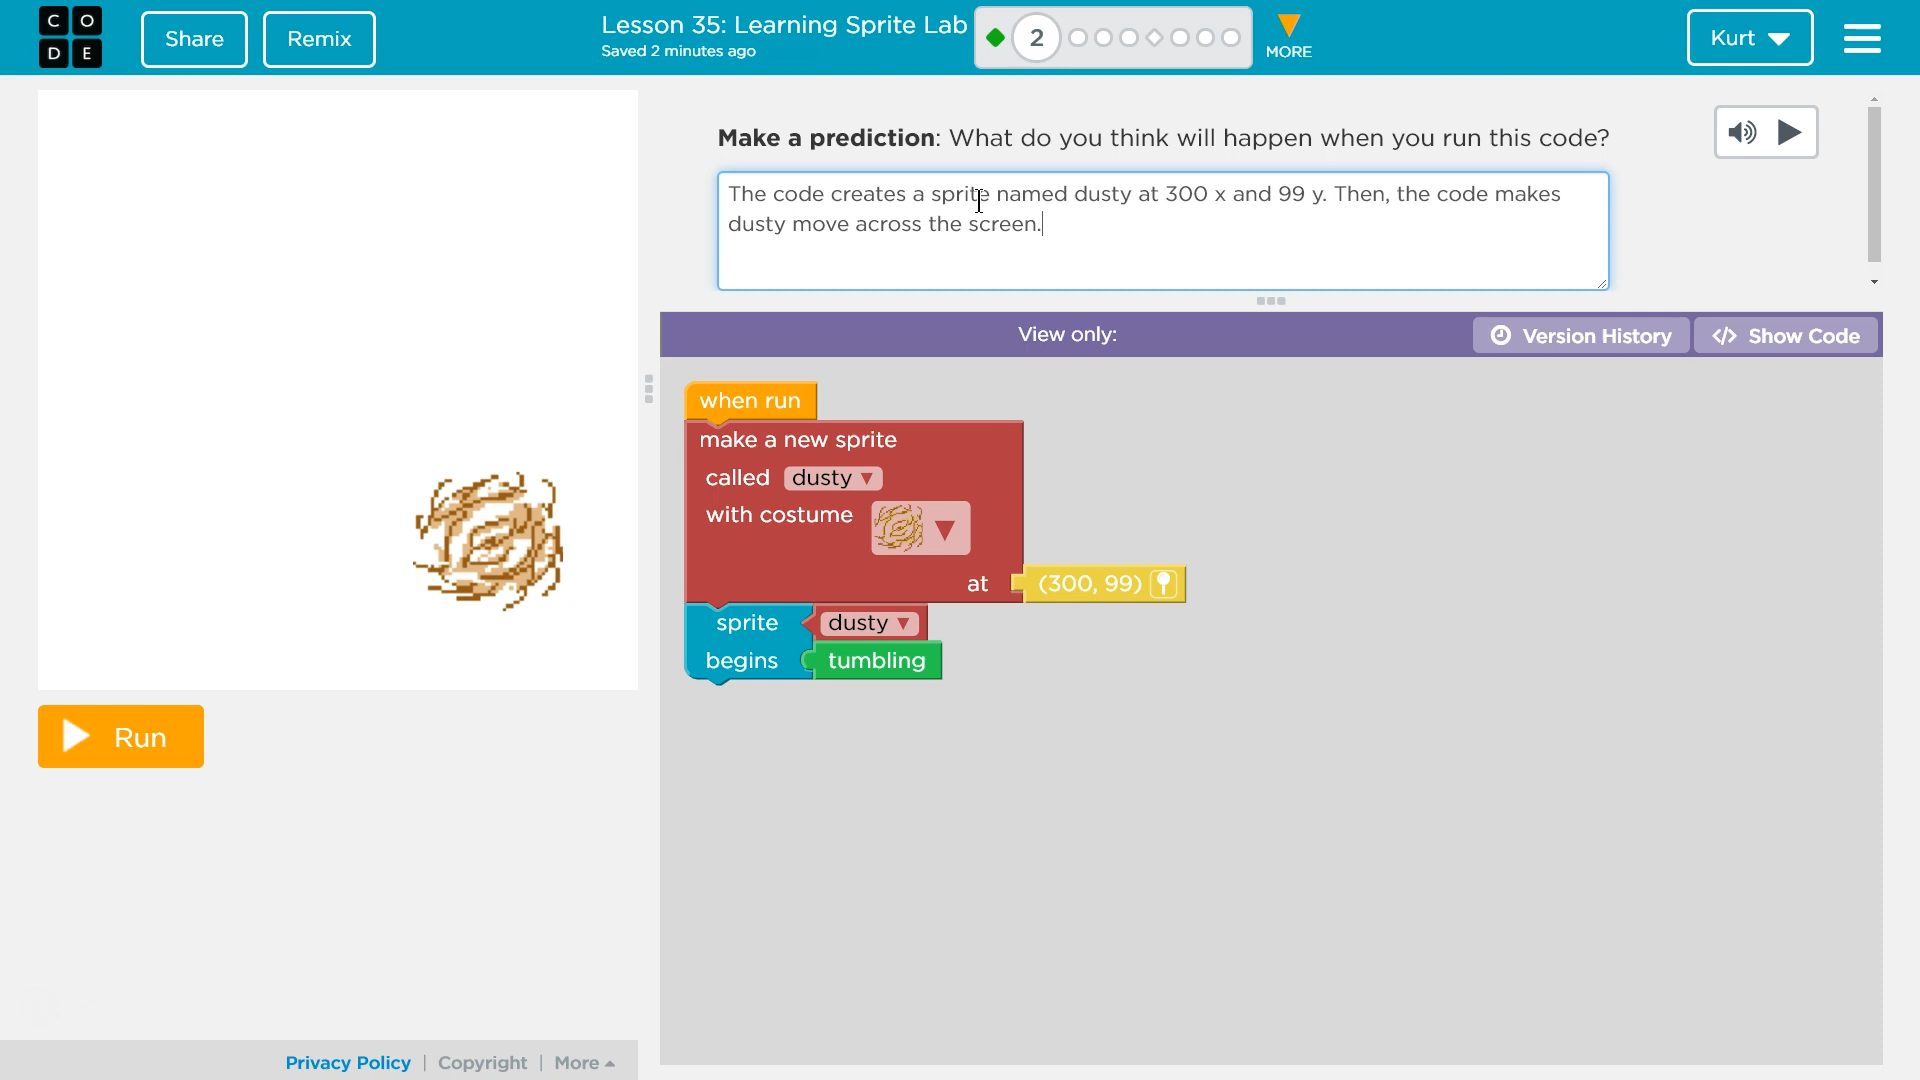 C O
D E
Share
Remix
Lesson 35: Learning Sprite Lab
Saved 2 minutes ago
2
MORE
Kurt
Make a prediction: What do you think will happen when you run this code?
The code creates a sprite named dusty at 300 x and 99 y. Then, the code makes
dusty move across the screen.
View only:
Version History
</> Show Code
when run
make a new sprite
called dusty
with costume
at (300, 99)
sprite dusty
begins tumbling
Run
Privacy Policy | Copyright | More